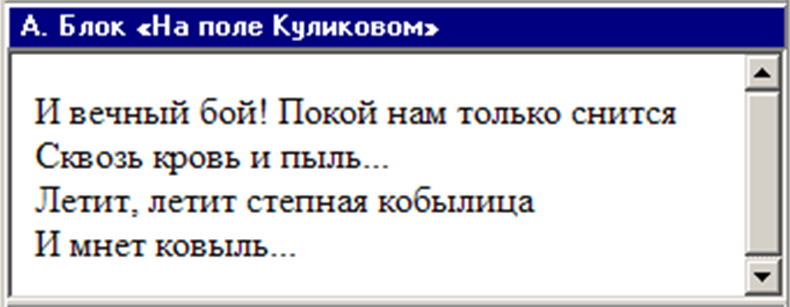 А. Блок «На поле Куликовом»
И вечный бой! Покой нам только снится
Сквозь кровь и пыль...
Летит, летит степная кобылица
И мнет ковыль...